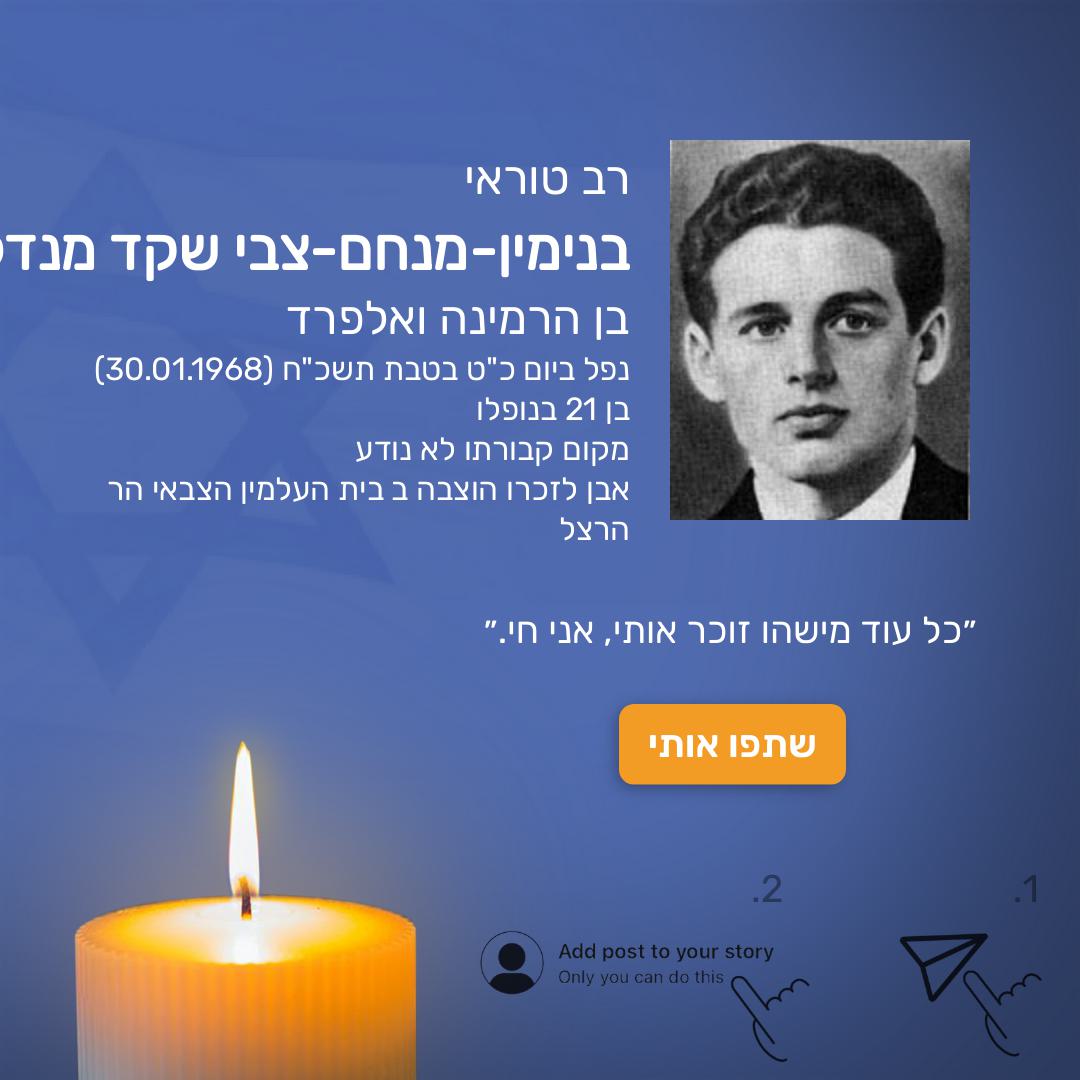 רב טוראי
בנימין-מנחם-צבי שקד
בן הרמינה ואלפרד
נפל ביום כ"ט בטבת תשכ"ח (30.01.1968)
בן 21 בנופלו
מקום קבורתו לא נודע
אבן לזכרו הוצבה ב בית העלמין הצבאי הר
הרצל
״כל עוד מישהו זוכר אותי, אני חי.״
שתפו אותי
1.
2.
Add post to your story
Only you can do this